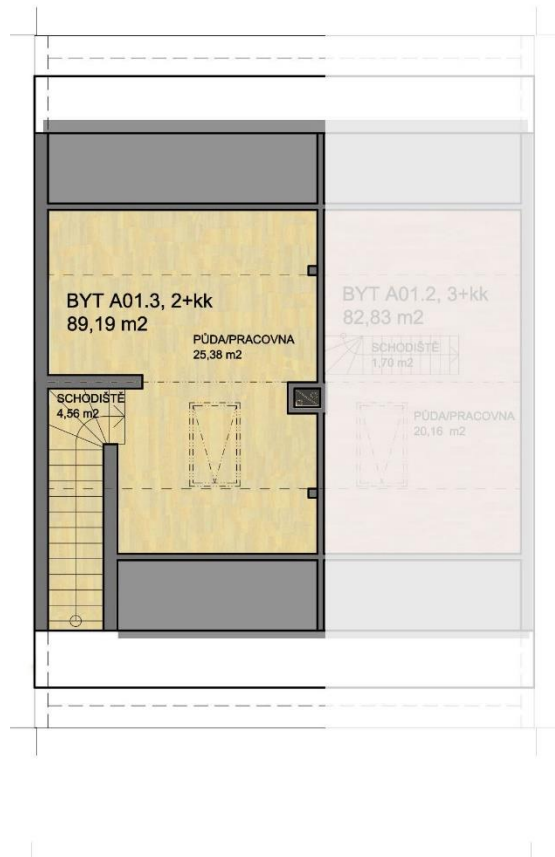 BYT A01.3, 2+kk
89,19 m2
PŮDA/PRACOVNA
25,38 m2
SCHODIŠTĚ
4,56 m2
BYT A01.2, 3+kk
82,83 m2
SCHODIŠTĚ
1,70 m2
PŮDA/PRACOVNA
20,16 m2